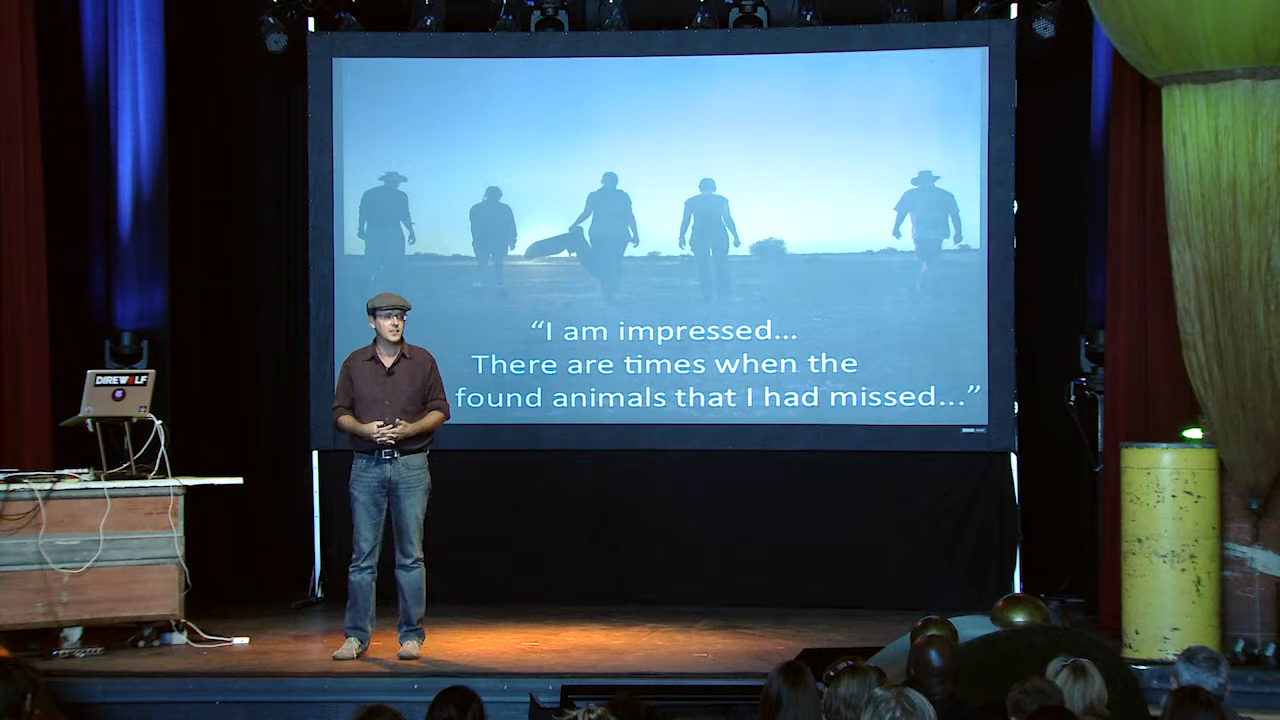 DIREWOLF
“I am impressed...
There are times when the
found animals that I had missed...”